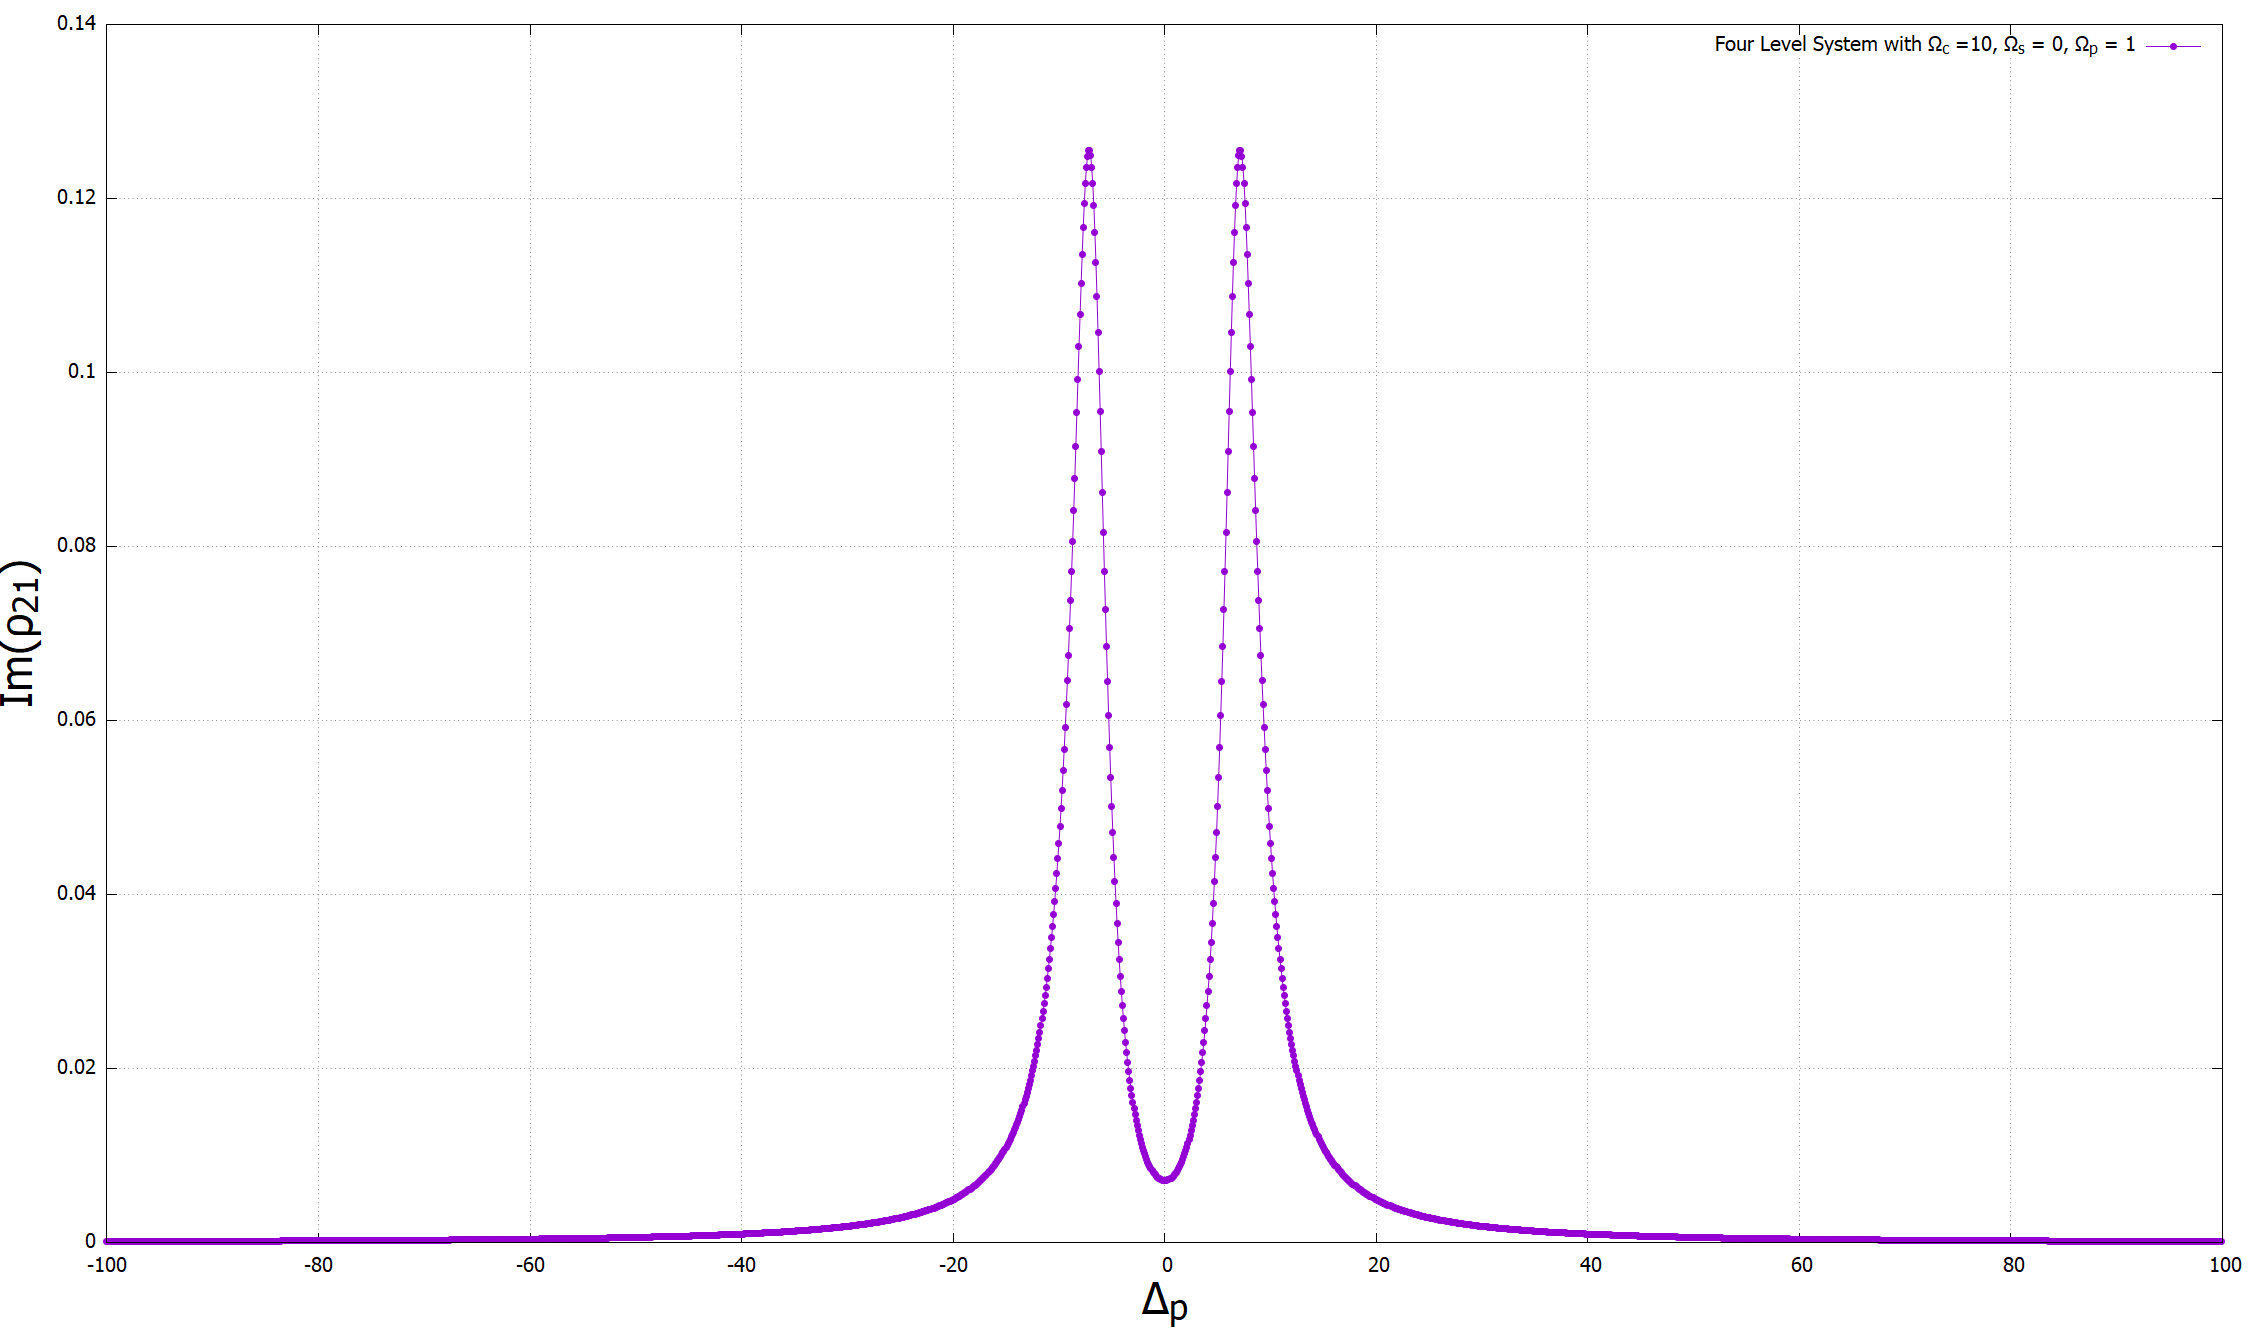 Four Level System with Ωc =10, Ωs = 0, Ωp = 1
0.14
0.12
0.1
0.08
0.06
0.04
0.02
0
Im(ρ21)
-100 -80 -60 -40 -20 0 20 40 60 80 100
Δp